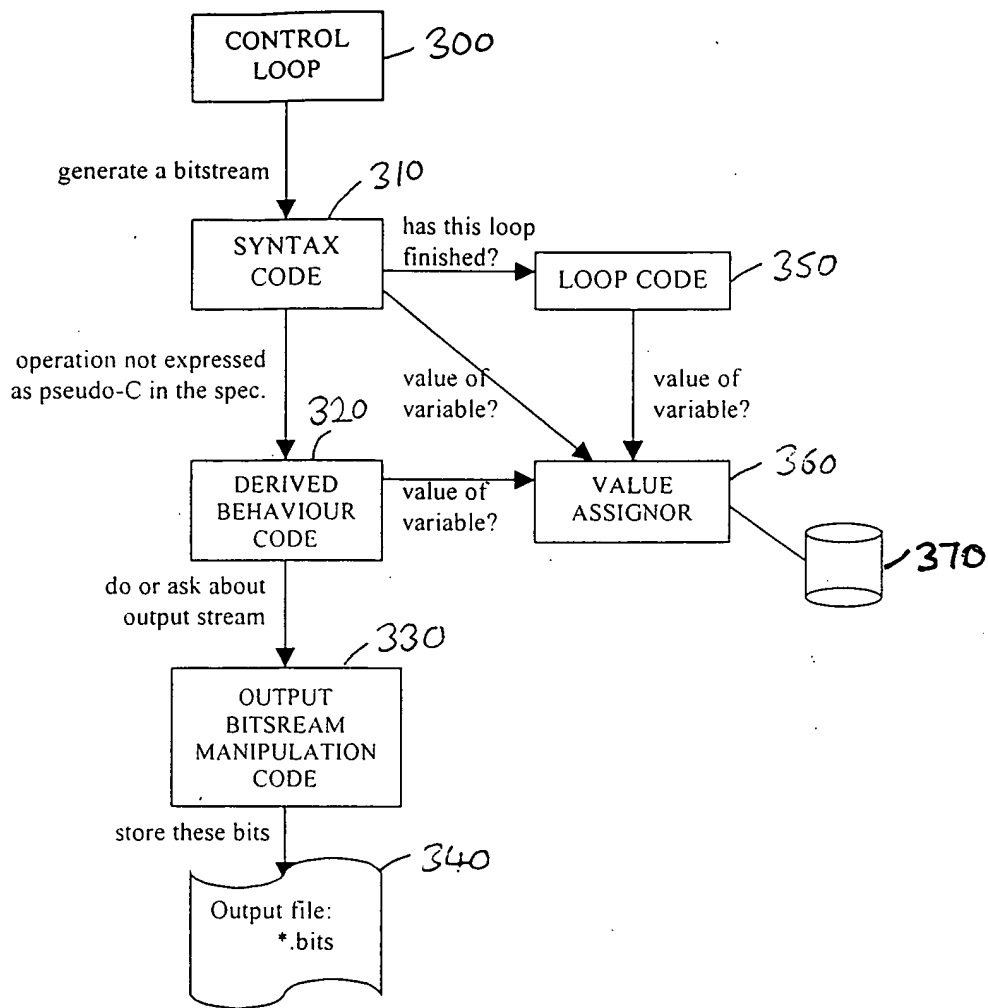 CONTROL
LOOP
300
generate a bitstream
310
SYNTAX
CODE
has this loop
finished?
LOOP CODE
350
operation not expressed
as pseudo-C in the spec.
value of
variable?
value of
variable?
320
DERIVED
BEHAVIOUR
CODE
value of
variable?
VALUE
ASSIGNOR
360
370
do or ask about
output stream
330
OUTPUT
BITSREAM
MANIPULATION
CODE
store these bits
340
Output file:
*.bits